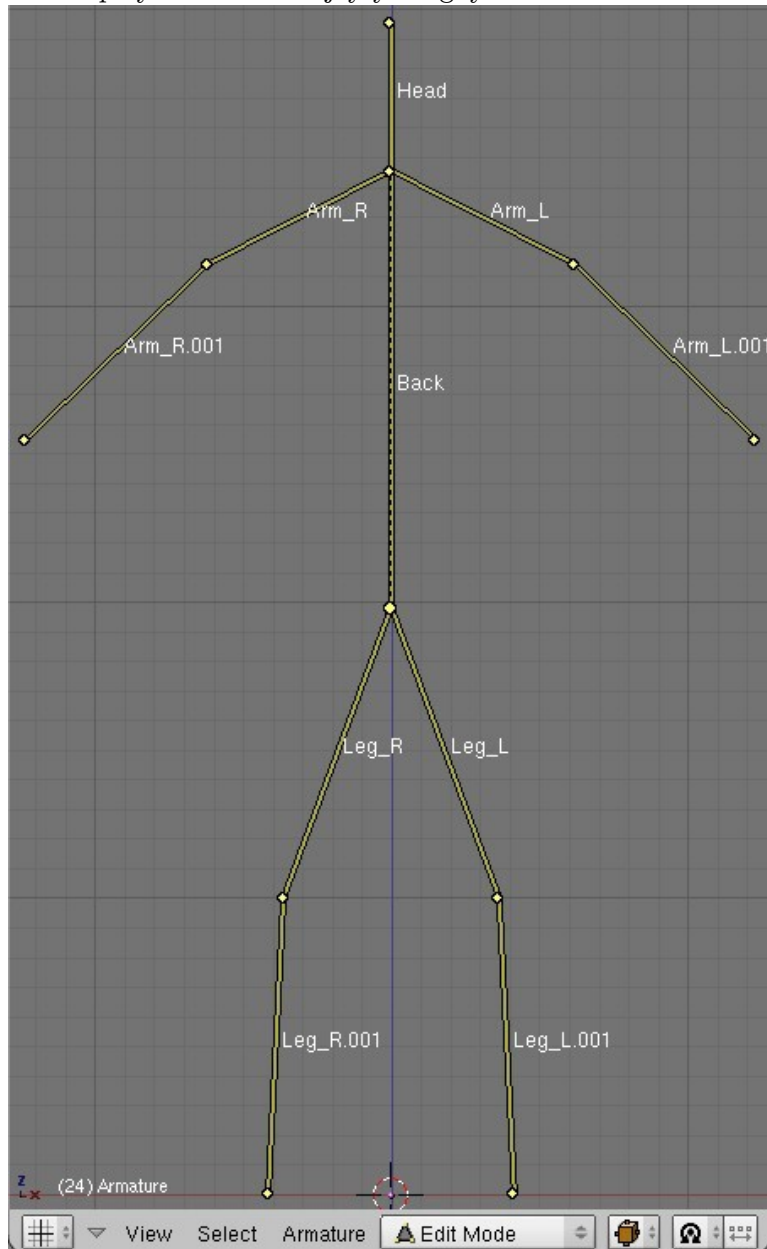 Head
Arm_R
Arm_L
Arm_R.001
Arm_L.001
Back
Leg_R
Leg_L
Leg_R.001
Leg_L.001
z
x
(24) Armature
View Select Armature Edit Mode